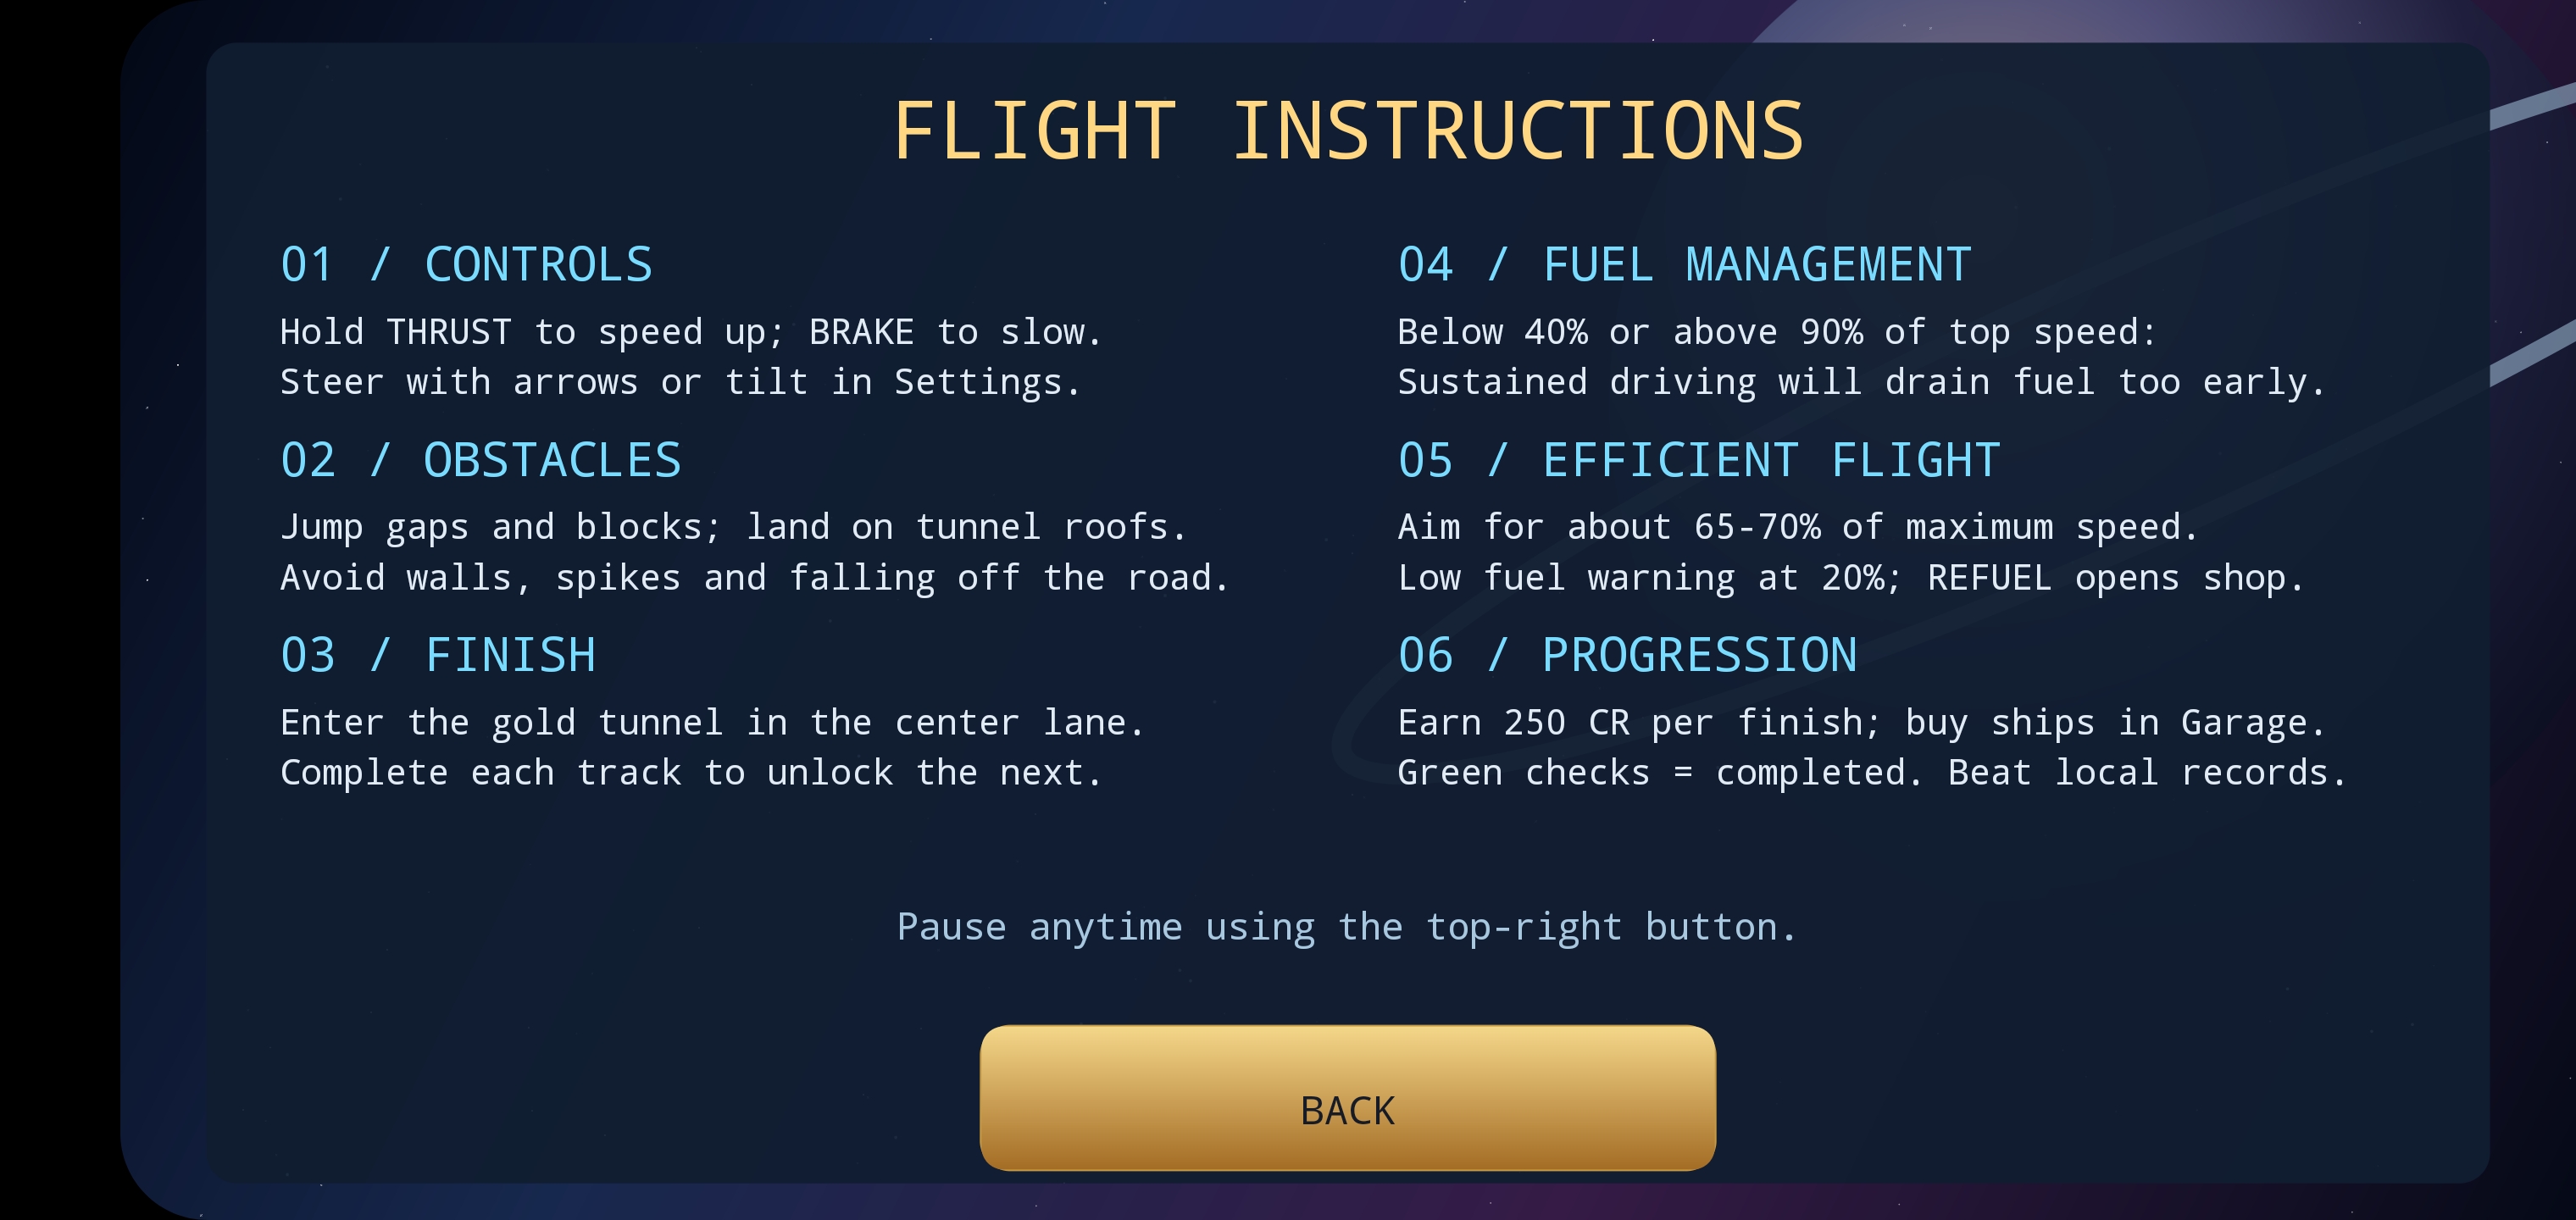 FLIGHT INSTRUCTIONS
01 / CONTROLS
Hold THRUST to speed up; BRAKE to slow.
Steer with arrows or tilt in Settings.
02 / OBSTACLES
Jump gaps and blocks; land on tunnel roofs.
Avoid walls, spikes and falling off the road.
03 / FINISH
Enter the gold tunnel in the center lane.
Complete each track to unlock the next.
04 / FUEL MANAGEMENT
Below 40% or above 90% of top speed:
Sustained driving will drain fuel too early.
05 / EFFICIENT FLIGHT
Aim for about 65-70% of maximum speed.
Low fuel warning at 20%; REFUEL opens shop.
06 / PROGRESSION
Earn 250 CR per finish; buy ships in Garage.
Green checks = completed. Beat local records.
Pause anytime using the top-right button.
BACK